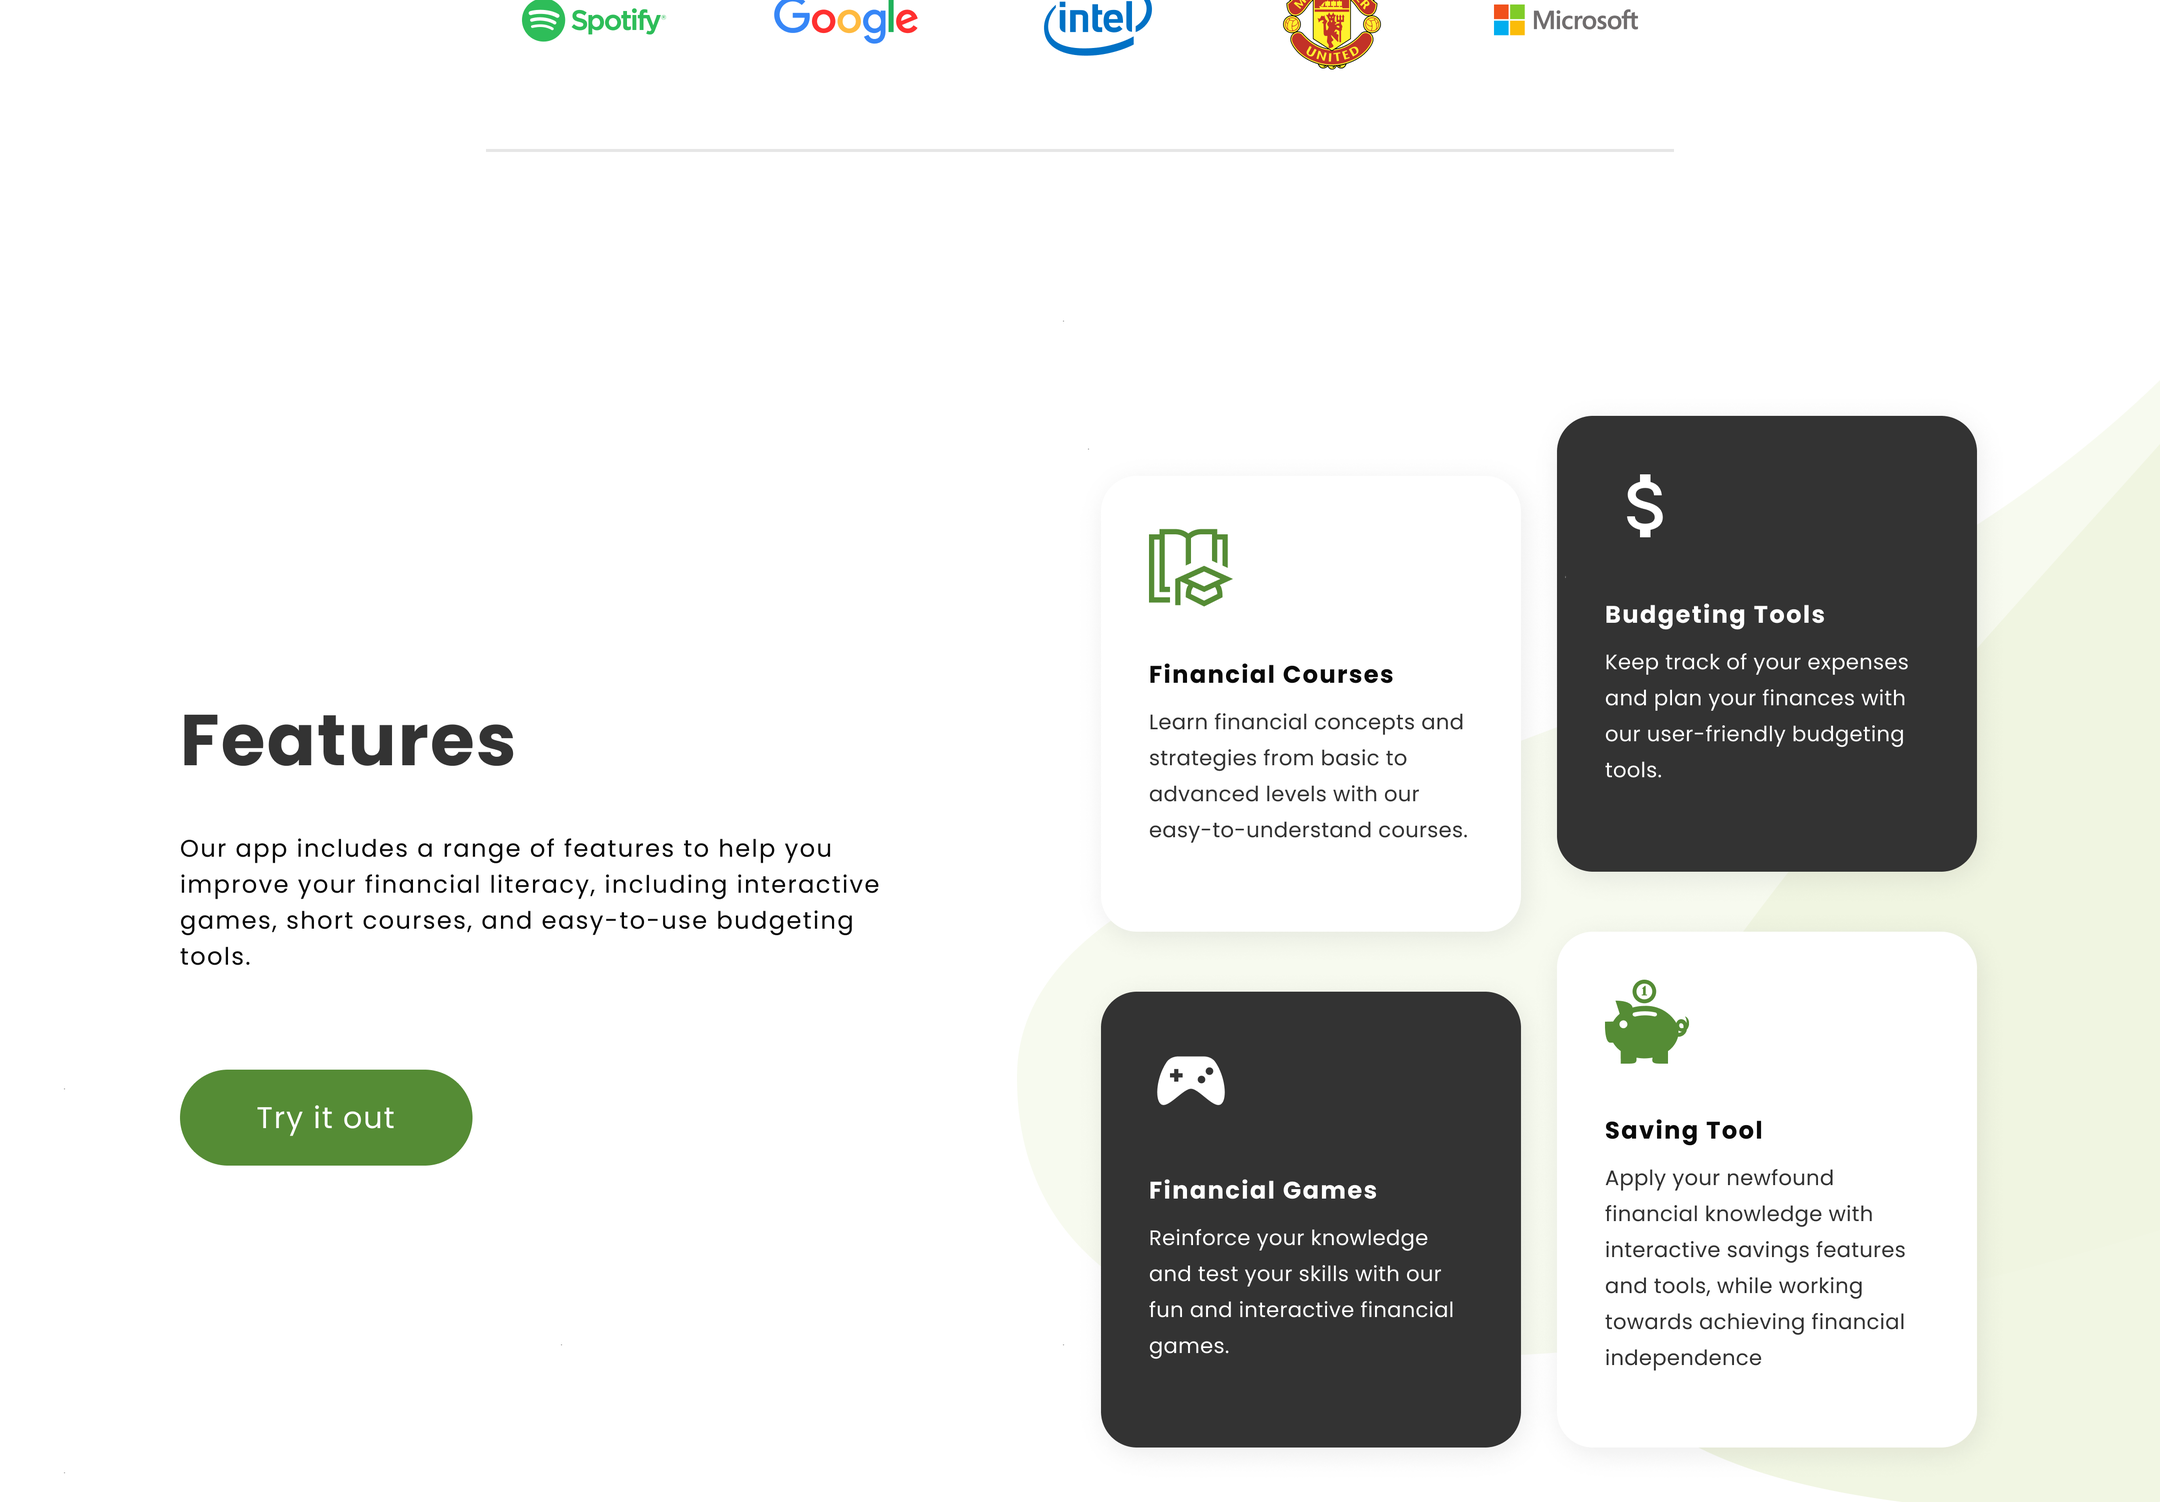 Spotify
Google
intel
UNITED
Microsoft
Features
Our app includes a range of features to help you
improve your financial literacy, including interactive
games, short courses, and easy-to-use budgeting
tools.
Try it out
Financial Courses
Learn financial concepts and
strategies from basic to
advanced levels with our
easy-to-understand courses.
$
Budgeting Tools
Keep track of your expenses
and plan your finances with
our user-friendly budgeting
tools.
Financial Games
Reinforce your knowledge
and test your skills with our
fun and interactive financial
games.
1
Saving Tool
Apply your newfound
financial knowledge with
interactive savings features
and tools, while working
towards achieving financial
independence